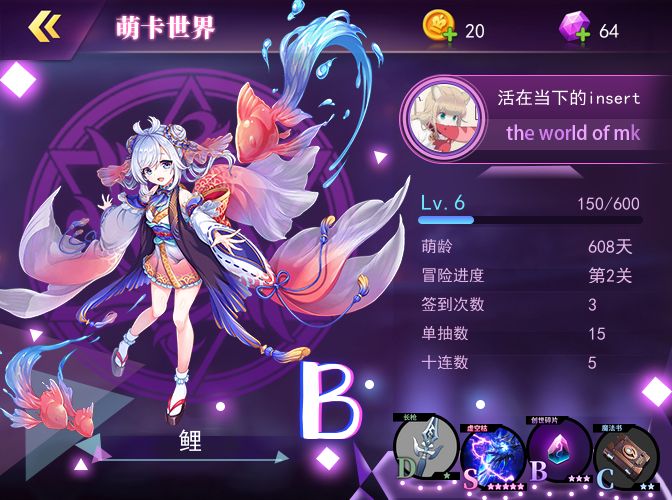 萌卡世界
20
64
活在当下的insert
the world of mk
Lv. 6
150/600
萌龄 608天
冒险进度 第2关
签到次数 3
单抽数 15
十连数 5
B
鲤
长枪
D
虚空枯
S
创世碎片
B
魔法书
C